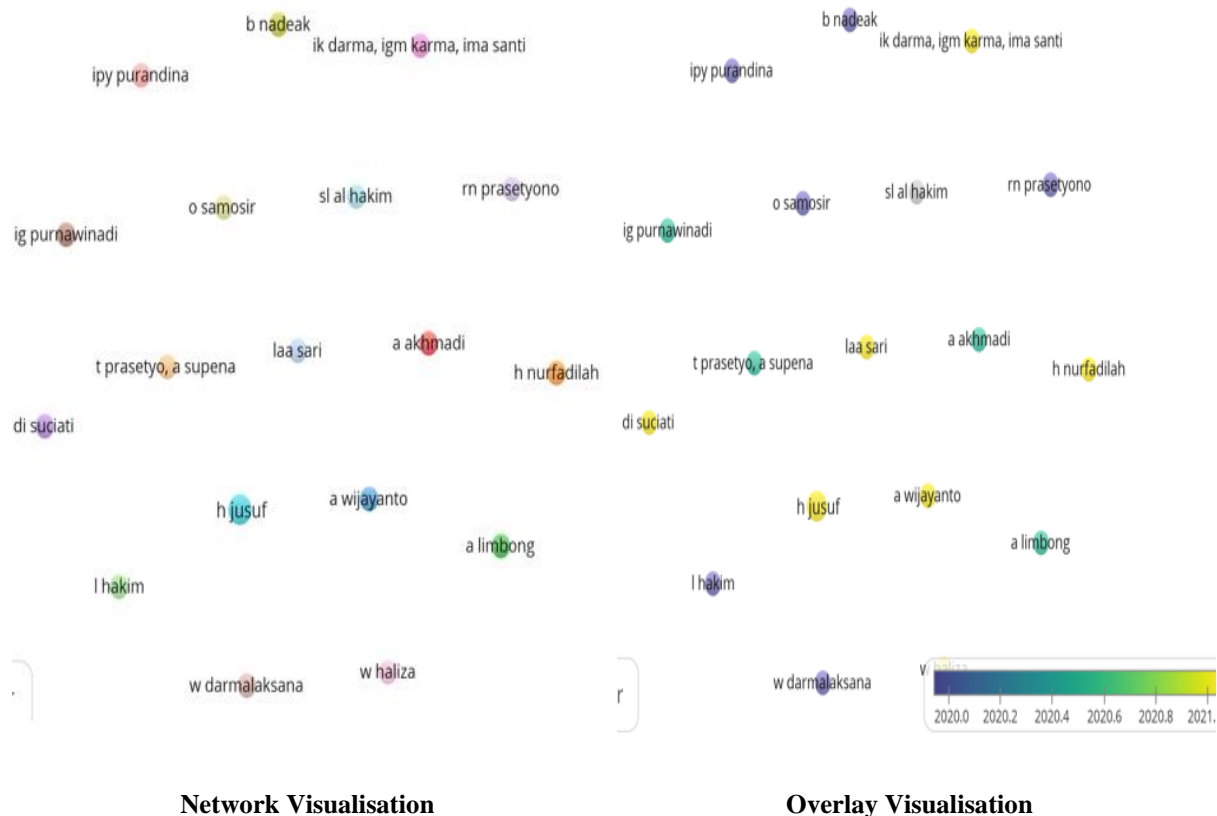 b nadeak
ik darma, igm karma, ima santi
ipy purandina
sl al hakim
rn prasetyono
o samosir
ig purnawinadi
a akhmadi
laa sari
t prasetyo, a supena
h nurfadilah
di suciati
a wijayanto
h jusuf
a limbong
l hakim
w haliza
w darmalaksana
r
b nadeak
ik darma, igm karma, ima santi
ipy purandina
sl al hakim
rn prasetyono
o samosir
ig purnawinadi
a akhmadi
laa sari
t prasetyo, a supena
h nurfadilah
di suciati
a wijayanto
h jusuf
a limbong
l hakim
w haliza
w darmalaksana
2020.0 2020.2 2020.4 2020.6 2020.8 2021.
Network Visualisation
Overlay Visualisation